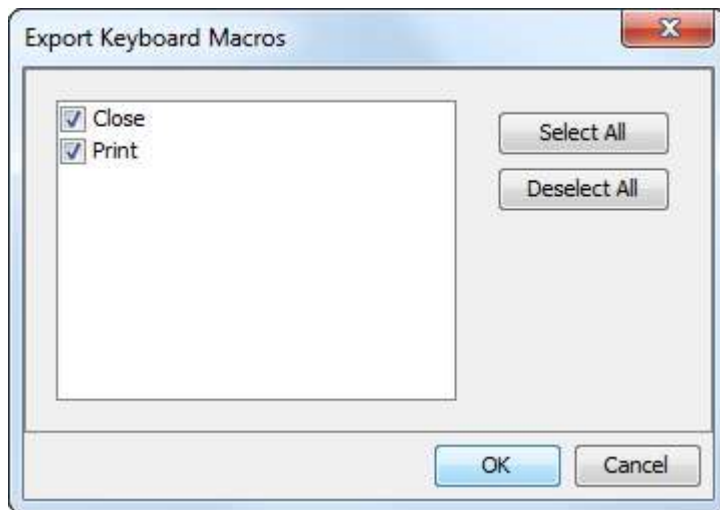 Export Keyboard Macros
Close
Print
Select All
Deselect All
OK
Cancel